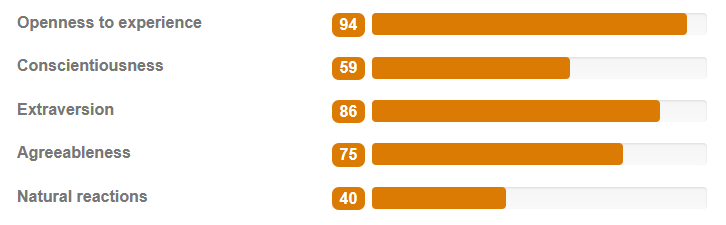 Openness to experience 94
Conscientiousness 59
Extraversion 86
Agreeableness 75
Natural reactions 40